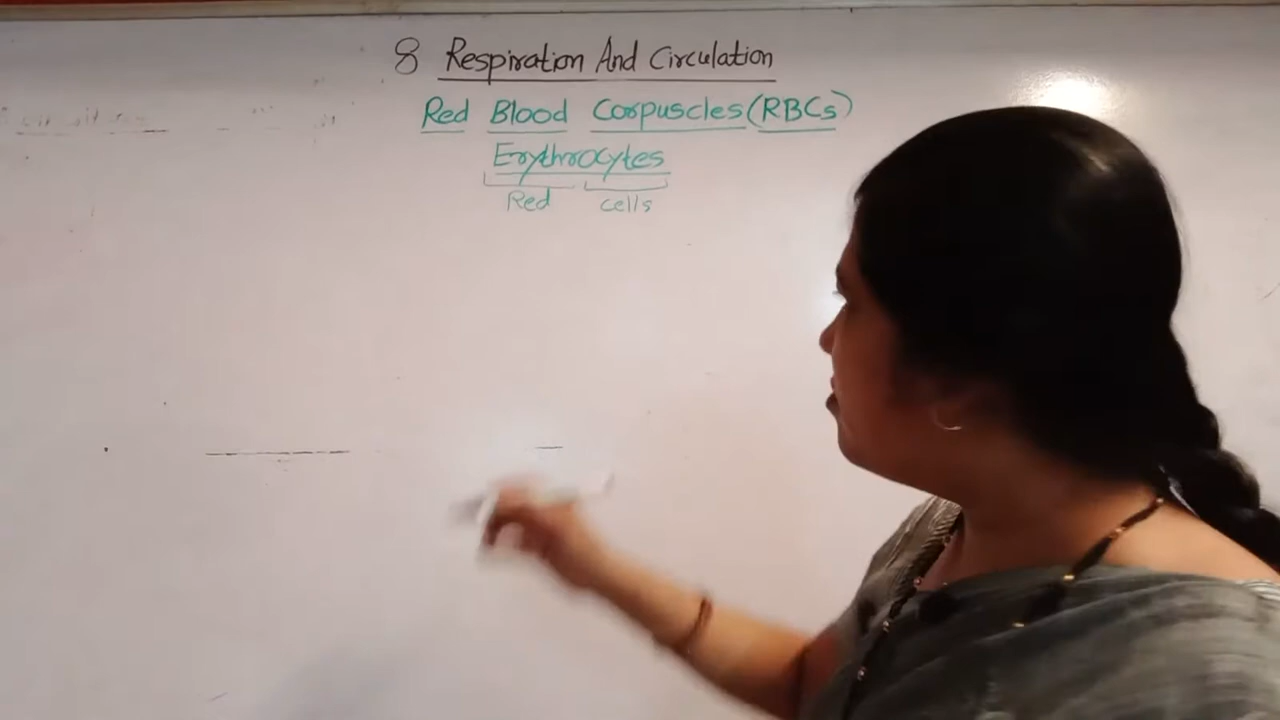 8 Respiration And Circulation
Red Blood Corpuscles (RBCs)
Erythrocytes
Red cells